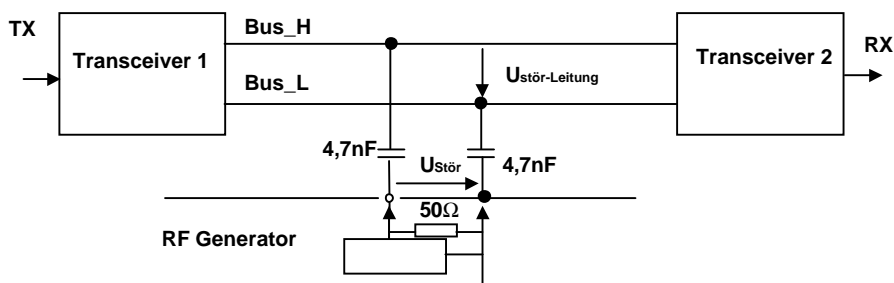 TX
Bus_H
RX
Transceiver 1
Transceiver 2
Ustör-Leitung
Bus_L
4,7nF
UStör
4,7nF
50Ω
RF Generator